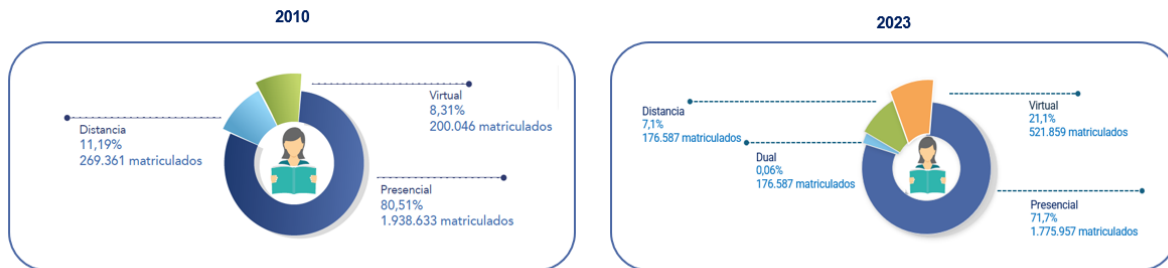 2010
Virtual
8,31%
200.046 matriculados
Distancia
11,19%
269.361 matriculados
Presencial
80,51%
1.938.633 matriculados
2023
Distancia
7,1%
176.587 matriculados
Virtual
21,1%
521.859 matriculados
Dual
0,06%
176.587 matriculados
Presencial
71,7%
1.775.957 matriculados